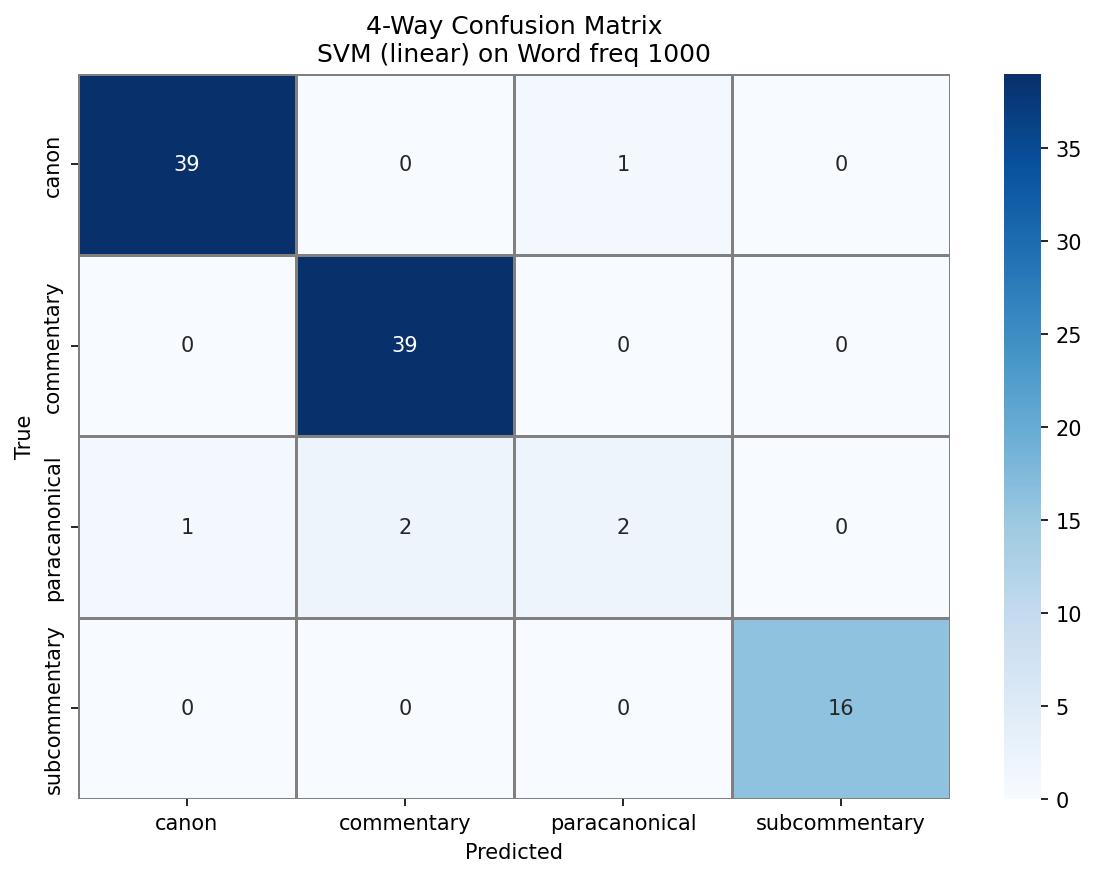 4-Way Confusion Matrix
SVM (linear) on Word freq 1000
True
canon
39
0
1
0
commentary
0
39
0
0
paracanonical
1
2
2
0
subcommentary
0
0
0
16
canon
commentary
paracanonical
subcommentary
Predicted
35
30
25
20
15
10
5
0